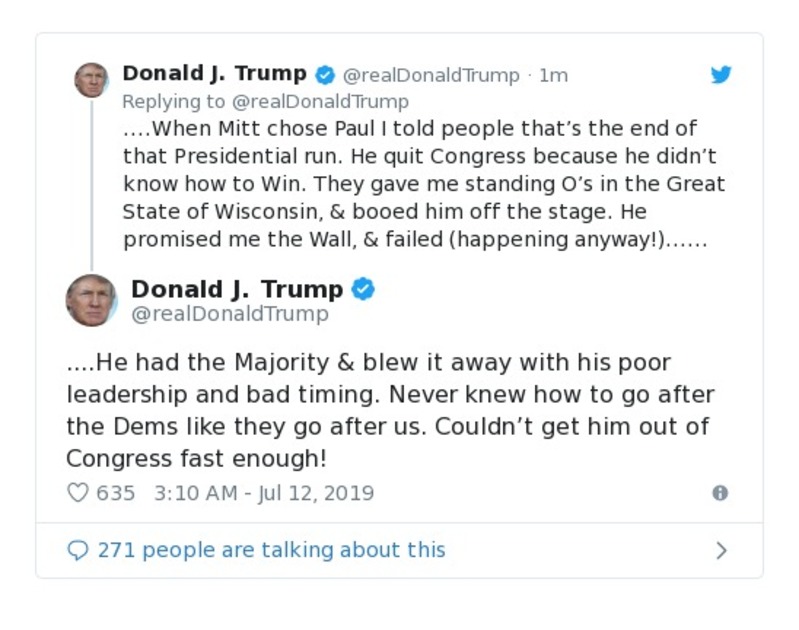 Donald J. Trump @realDonaldTrump · 1m
Replying to @realDonaldTrump
....When Mitt chose Paul I told people that’s the end of
that Presidential run. He quit Congress because he didn’t
know how to Win. They gave me standing O’s in the Great
State of Wisconsin, & booed him off the stage. He
promised me the Wall, & failed (happening anyway!)......
Donald J. Trump
@realDonaldTrump
....He had the Majority & blew it away with his poor
leadership and bad timing. Never knew how to go after
the Dems like they go after us. Couldn’t get him out of
Congress fast enough!
635 3:10 AM - Jul 12, 2019
271 people are talking about this